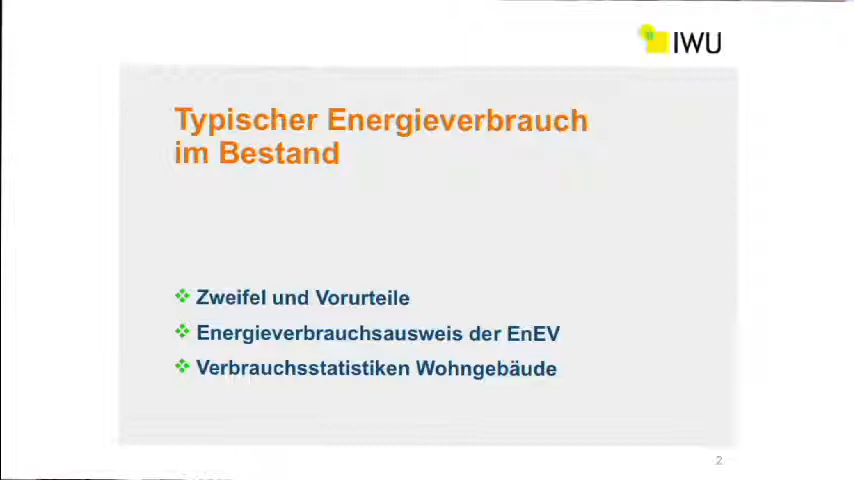 IWU
Typischer Energieverbrauch
im Bestand
Zweifel und Vorurteile
Energieverbrauchsausweis der EnEV
Verbrauchsstatistiken Wohngebäude
2